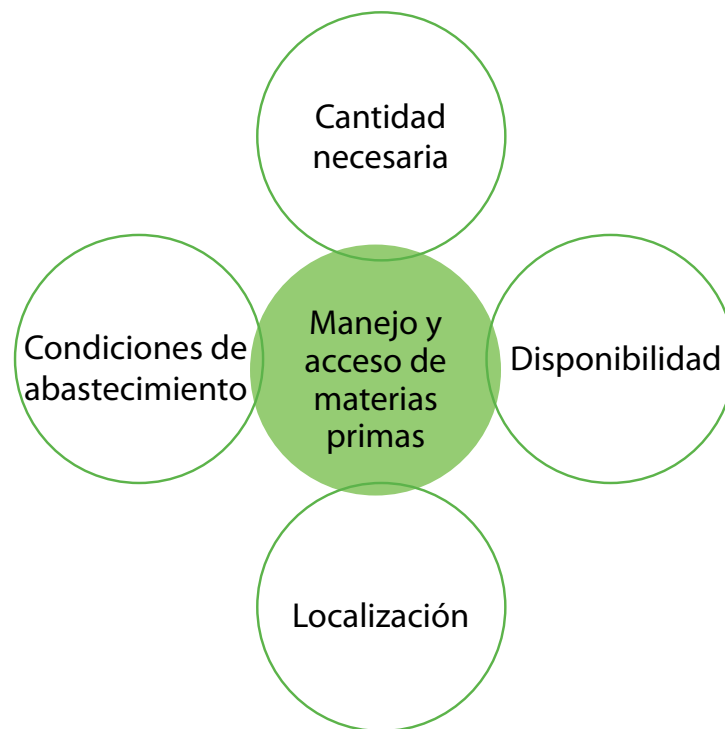 Cantidad
necesaria
Condiciones de
abastecimiento
Manejo y
acceso de
materias
primas
Disponibilidad
Localización